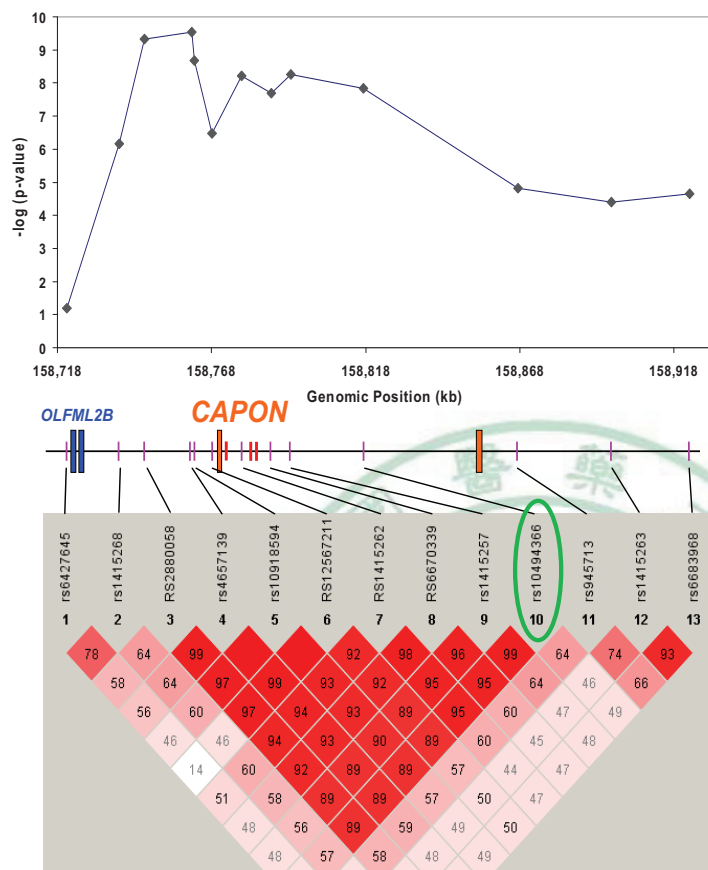 10
9
8
7
6
5
4
3
2
1
0
-log (p-value)
158,718 158,768 158,818 158,868 158,918
Genomic Position (kb)
OLFML2B CAPON
醫 藥
rs6427645
rs1415268
RS2880058
rs4657139
rs10918594
RS12567211
RS1415262
RS6670339
rs1415257
rs10494366
rs945713
rs1415263
rs6683968
1 2 3 4 5 6 7 8 9 10 11 12 13
78 64 99 92 98 96 99 64 74 93
58 64 97 99 93 92 95 95 64 46 66
56 60 97 94 93 89 95 60 47 49
46 46 94 93 90 89 60 45 48
14 60 92 89 89 57 44 47
51 58 89 89 57 50 47
48 56 89 59 49 50
48 57 58 48 49